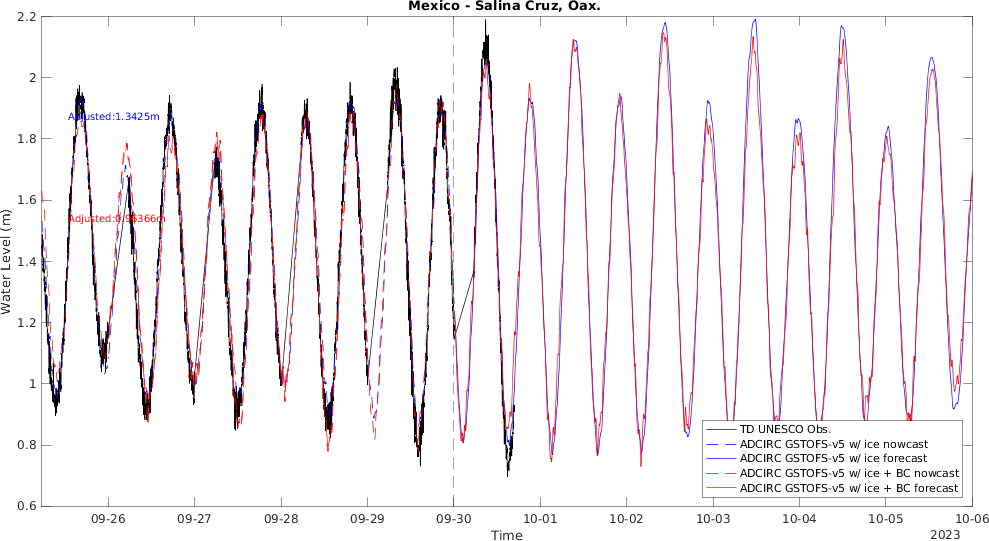 Mexico - Salina Cruz, Oax.
Water Level (m)
2.2
2
1.8
1.6
1.4
1.2
1
0.8
0.6
Adjusted:1.3425m
Adjusted:0.96366m
TD UNESCO Obs.
ADCIRC GSTOFS-v5 w/ ice nowcast
ADCIRC GSTOFS-v5 w/ ice forecast
ADCIRC GSTOFS-v5 w/ ice + BC nowcast
ADCIRC GSTOFS-v5 w/ ice + BC forecast
09-26 09-27 09-28 09-29 09-30 10-01 10-02 10-03 10-04 10-05 10-06
Time
2023